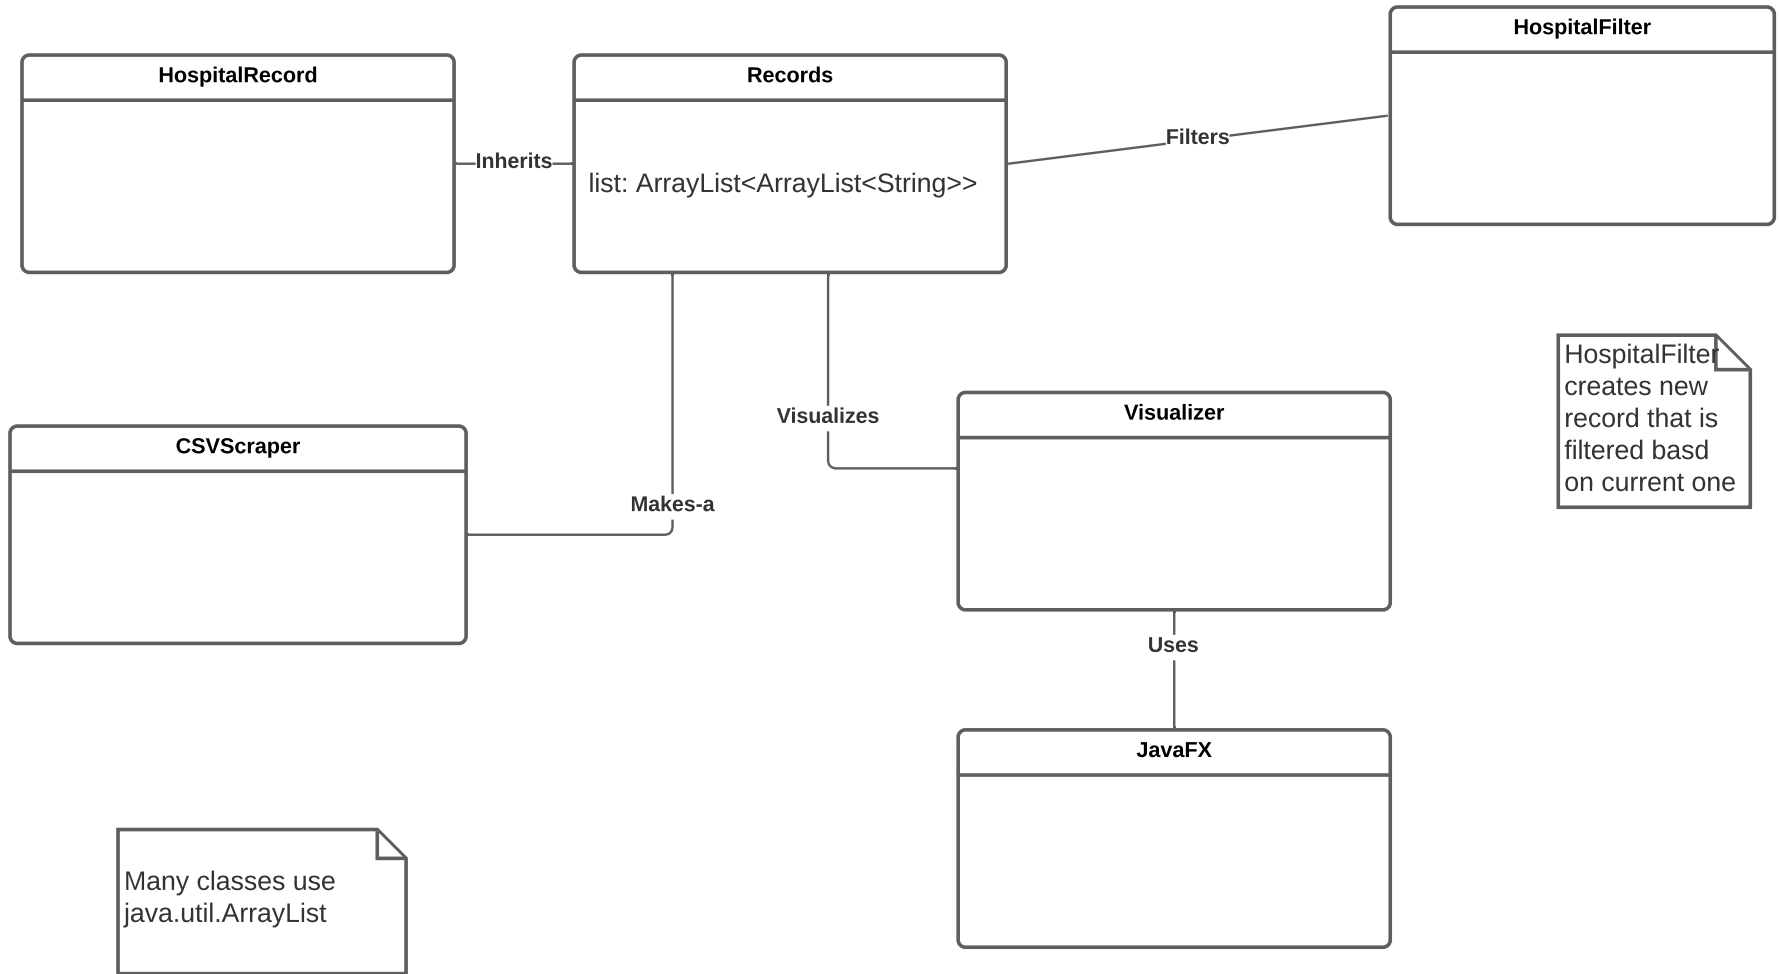 HospitalFilter
HospitalRecord
Records
Filters
Inherits
list: ArrayList<ArrayList<String>>
HospitalFilter
creates new
record that is
filtered basd
on current one
Visualizes
Visualizer
CSVScraper
Makes-a
Uses
JavaFX
Many classes use
java.util.ArrayList